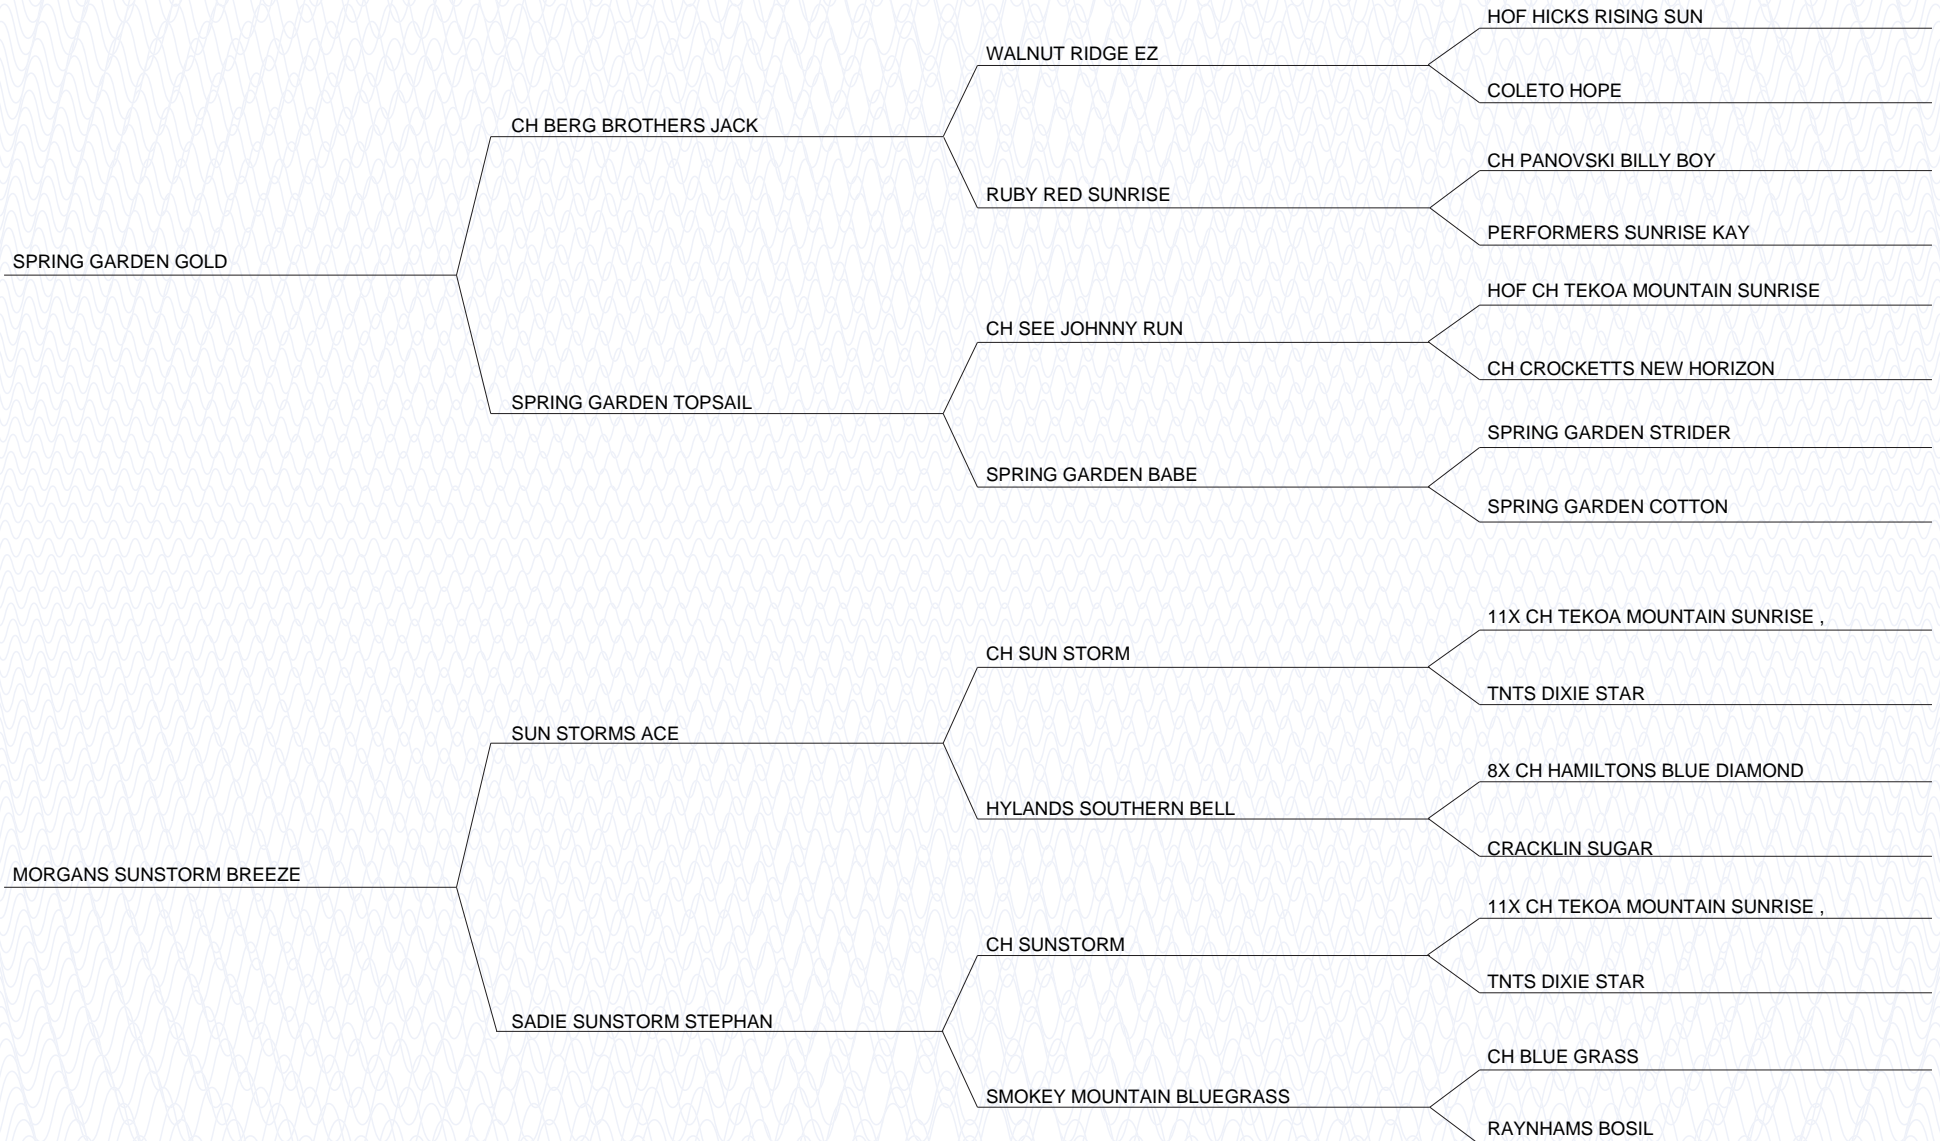 HOF HICKS RISING SUN
WALNUT RIDGE EZ
COLETO HOPE
CH BERG BROTHERS JACK
CH PANOVSKI BILLY BOY
RUBY RED SUNRISE
PERFORMERS SUNRISE KAY
SPRING GARDEN GOLD
HOF CH TEKOA MOUNTAIN SUNRISE
CH SEE JOHNNY RUN
CH CROCKETTS NEW HORIZON
SPRING GARDEN TOPSAIL
SPRING GARDEN STRIDER
SPRING GARDEN BABE
SPRING GARDEN COTTON
11X CH TEKOA MOUNTAIN SUNRISE ,
CH SUN STORM
TNTS DIXIE STAR
SUN STORMS ACE
8X CH HAMILTONS BLUE DIAMOND
HYLANDS SOUTHERN BELL
CRACKLIN SUGAR
MORGANS SUNSTORM BREEZE
11X CH TEKOA MOUNTAIN SUNRISE ,
CH SUNSTORM
TNTS DIXIE STAR
SADIE SUNSTORM STEPHAN
CH BLUE GRASS
SMOKEY MOUNTAIN BLUEGRASS
RAYNHAMS BOSIL